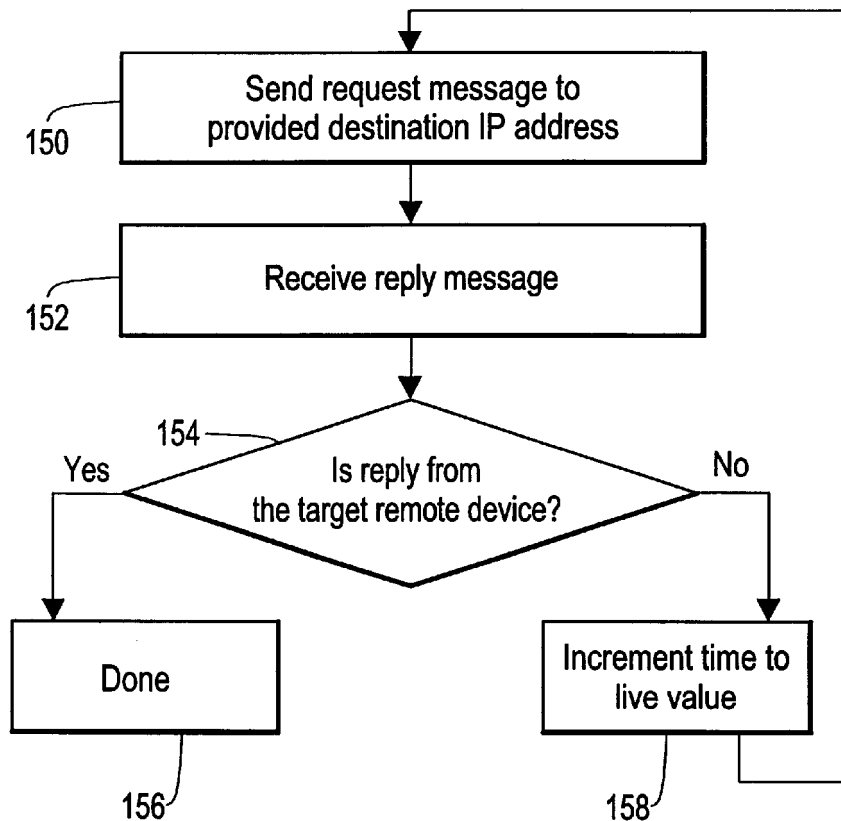 Send request message to
provided destination IP address
150
Receive reply message
152
154
Yes
Is reply from
the target remote device?
No
Done
Increment time to
live value
156
158